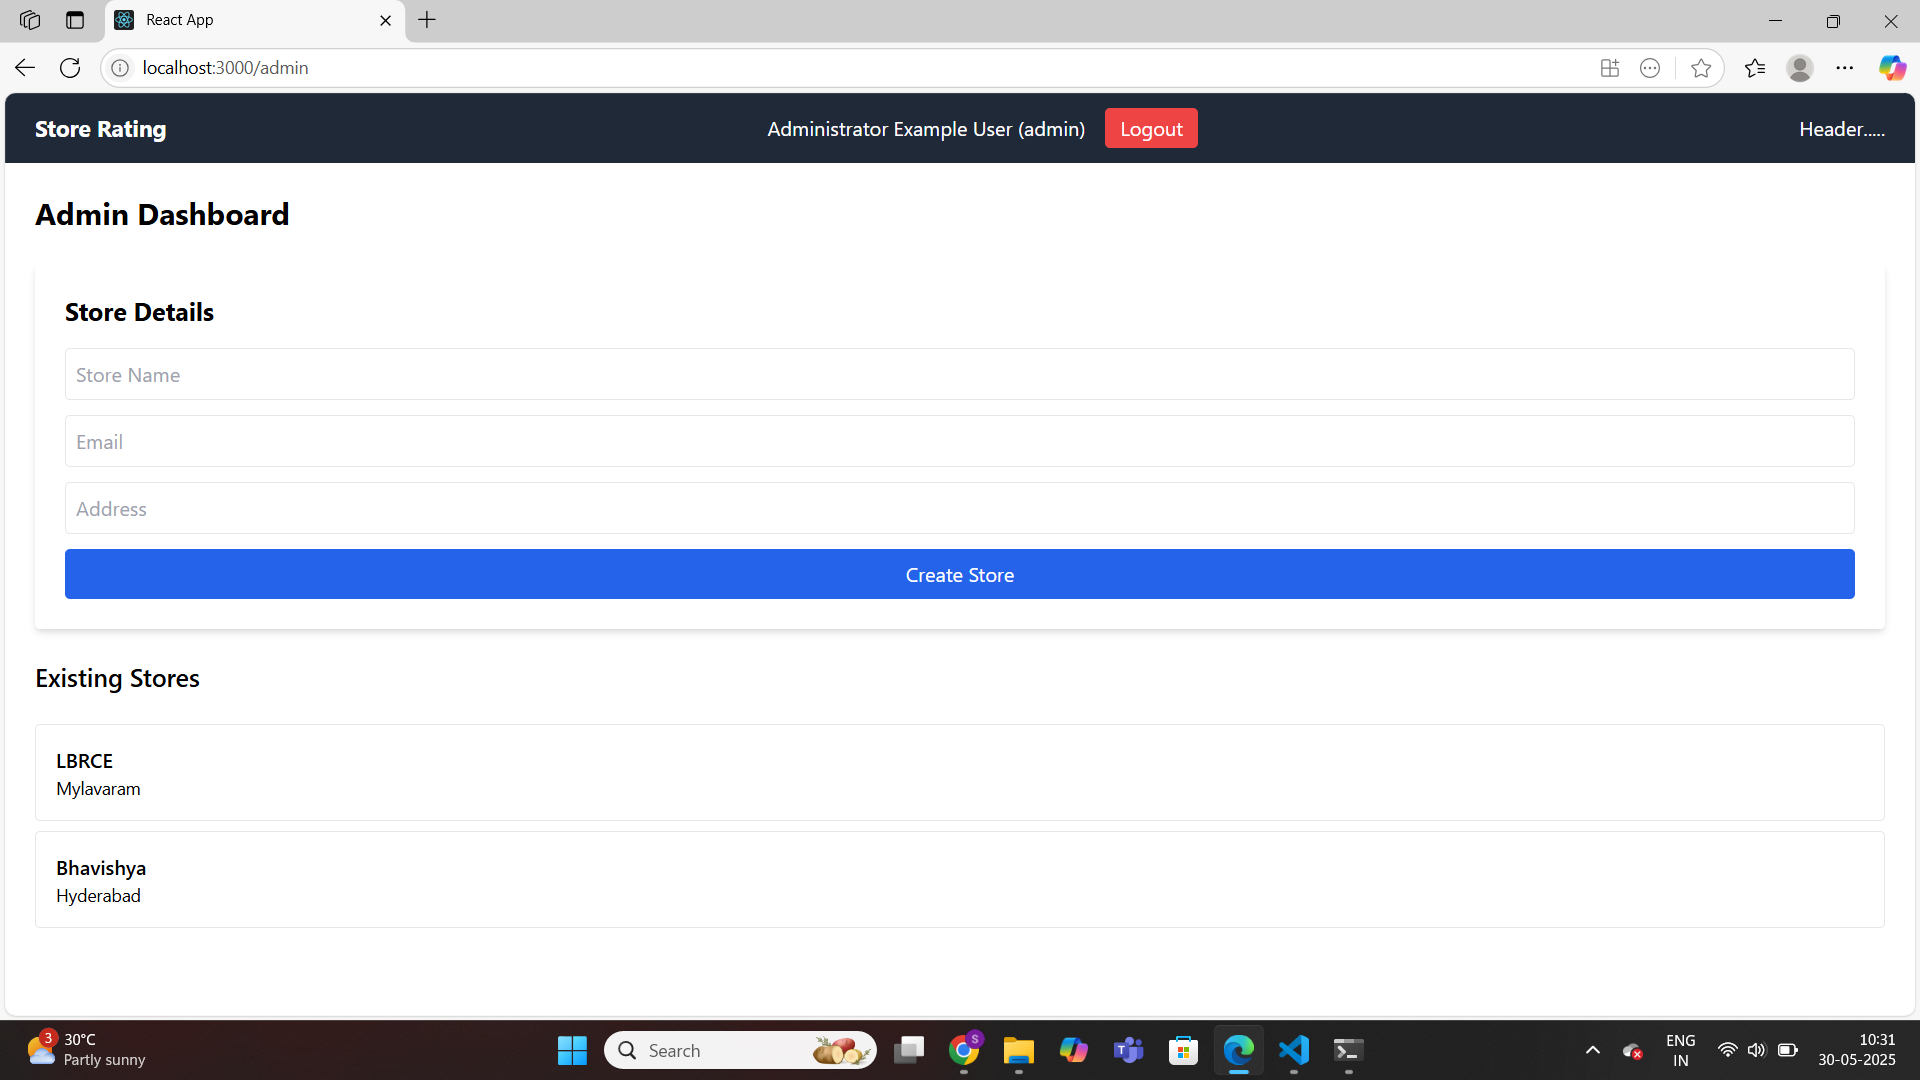 React App
localhost:3000/admin
Store Rating
Administrator Example User (admin)
Logout
Header.....
Admin Dashboard
Store Details
Store Name
Email
Address
Create Store
Existing Stores
LBRCE
Mylavaram
Bhavishya
Hyderabad
3
30°C
Partly sunny
Search
S
T
ENG
IN
10:31
30-05-2025